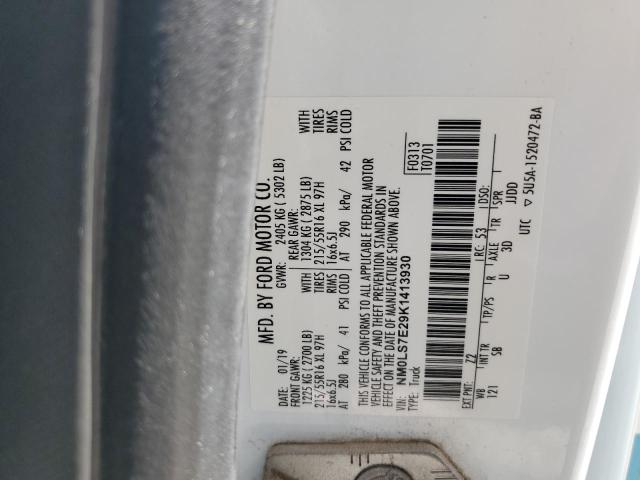 MFD. BY FORD MOTOR CO.
DATE: 01/19 GVWR: 2405 KG ( 5302 LB)
FRONT GAWR: REAR GAWR:
1225 KG ( 2700 LB) WITH 1304 KG ( 2875 LB) WITH
215/55R16 XL 97H TIRES 215/55R16 XL 97H TIRES
16x6.5J RIMS 16x6.5J RIMS
AT 280 kPa/ 41 PSI COLD AT 290 kPa/ 42 PSI COLD
THIS VEHICLE CONFORMS TO ALL APPLICABLE FEDERAL MOTOR
VEHICLE SAFETY AND THEFT PREVENTION STANDARDS IN
EFFECT ON THE DATE OF MANUFACTURE SHOWN ABOVE.
VIN: NM0LS7E29K1413930
TYPE: Truck
F0313
T0701
EXT PNT: Z2 RC: 53 DSO:
WB INT TR TP/PS R AXLE TR SPR
121 SB U 3D JJDD
UTC ▽ 5U5A-1520472-BA